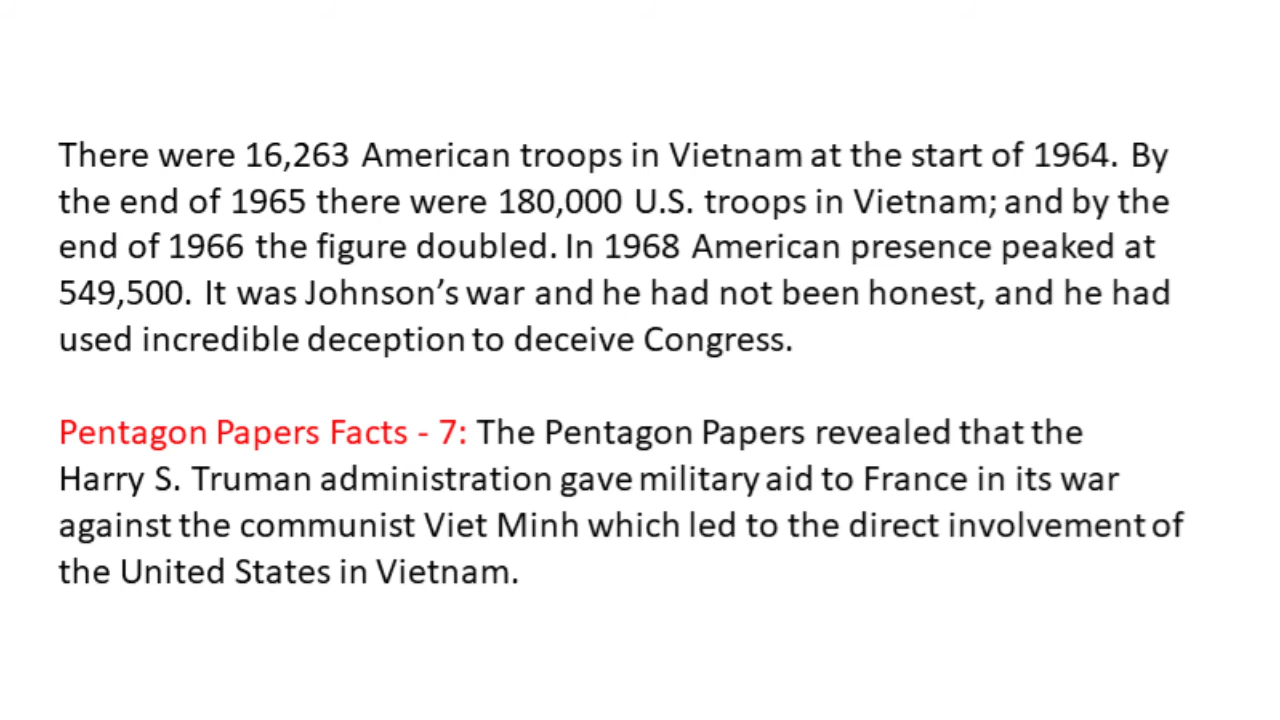 There were 16,263 American troops in Vietnam at the start of 1964. By
the end of 1965 there were 180,000 U.S. troops in Vietnam; and by the
end of 1966 the figure doubled. In 1968 American presence peaked at
549,500. It was Johnson’s war and he had not been honest, and he had
used incredible deception to deceive Congress.
Pentagon Papers Facts - 7: The Pentagon Papers revealed that the
Harry S. Truman administration gave military aid to France in its war
against the communist Viet Minh which led to the direct involvement of
the United States in Vietnam.